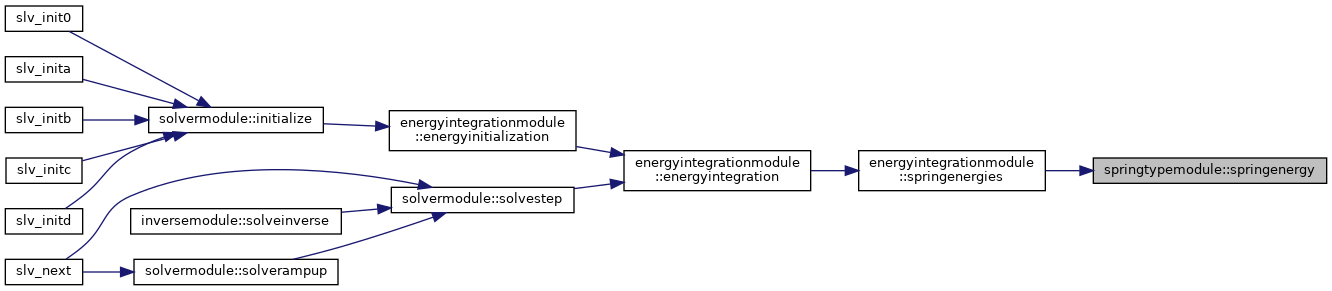 slv_init0
slv_inita
slv_initb
slv_initc
slv_initd
slv_next
solvermodule::initialize
inversemodule::solveinverse
solvermodule::solverampup
energyintegrationmodule
::energyinitialization
solvermodule::solvestep
energyintegrationmodule
::energyintegration
energyintegrationmodule
::springenergies
springtypemodule::springenergy